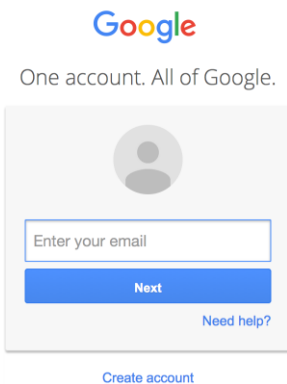 Google
One account. All of Google.
Enter your email
Next
Need help?
Create account